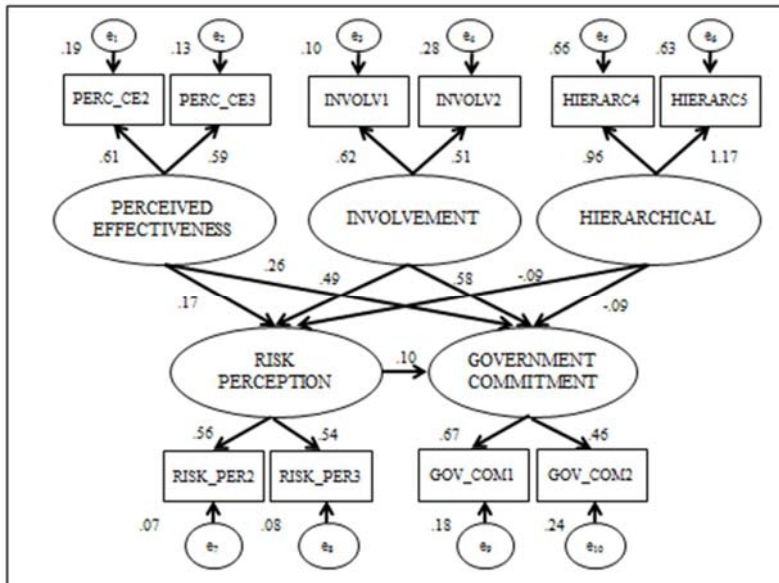 e₁ e₂ e₃ e₄ e₅ e₆
.19 .13 .10 .28 .66 .63
PERC_CE2 PERC_CE3 INVOLV1 INVOLV2 HIERARC4 HIERARC5
.61 .59 .62 .51 .96 1.17
PERCEIVED
EFFECTIVENESS
INVOLVEMENT
HIERARCHICAL
.26 .49 .58 -.09
.17 -.09
RISK
PERCEPTION
.10
GOVERNMENT
COMMITMENT
.56 .54 .67 .46
RISK_PER2 RISK_PER3 GOV_COM1 GOV_COM2
.07 .08 .18 .24
e₇ e₈ e₉ e₁₀